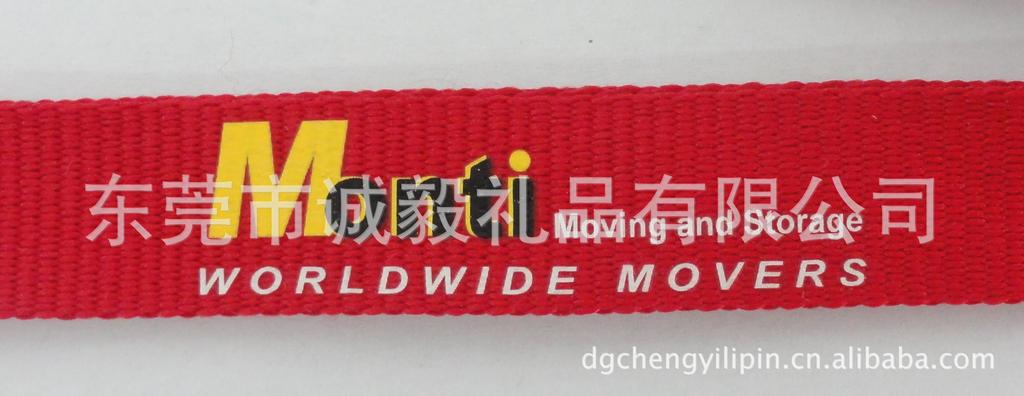 Monti Moving and Storage
东莞市诚毅礼品有限公司
WORLDWIDE MOVERS
dgchengyilipin.cn.alibaba.com